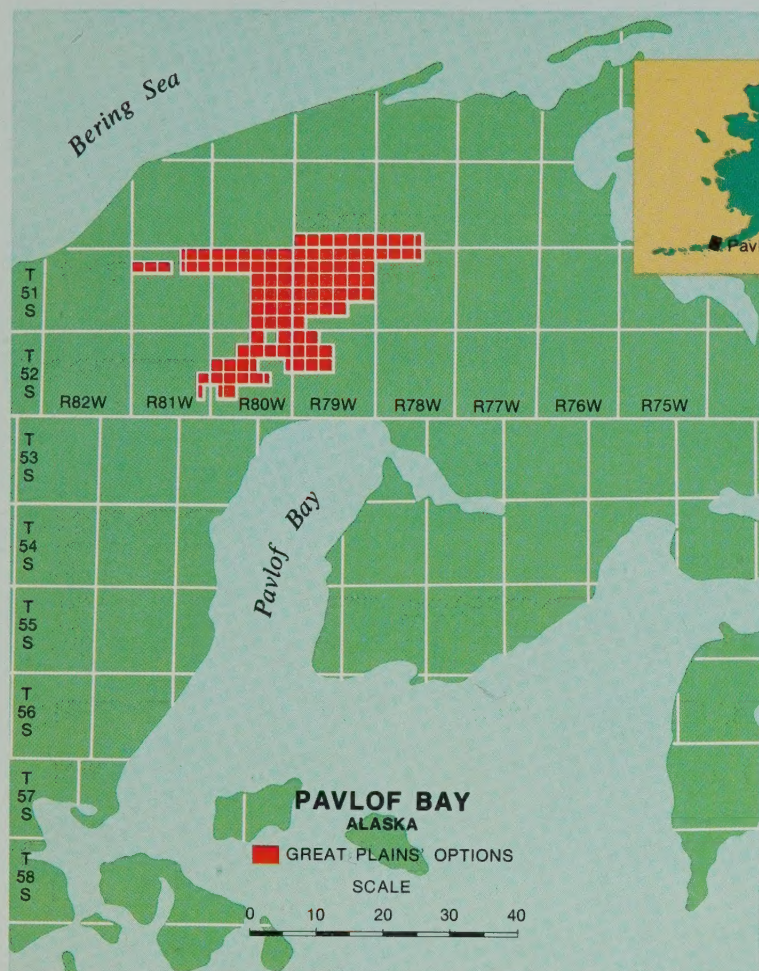 Bering Sea
Pav
T
51
S
T
52
S
R82W R81W R80W R79W R78W R77W R76W R75W
T
53
S
T
54
S
Pavlof Bay
T
55
S
T
56
S
T
57
S
PAVLOF BAY
ALASKA
GREAT PLAINS' OPTIONS
T
58
S
SCALE
0 10 20 30 40